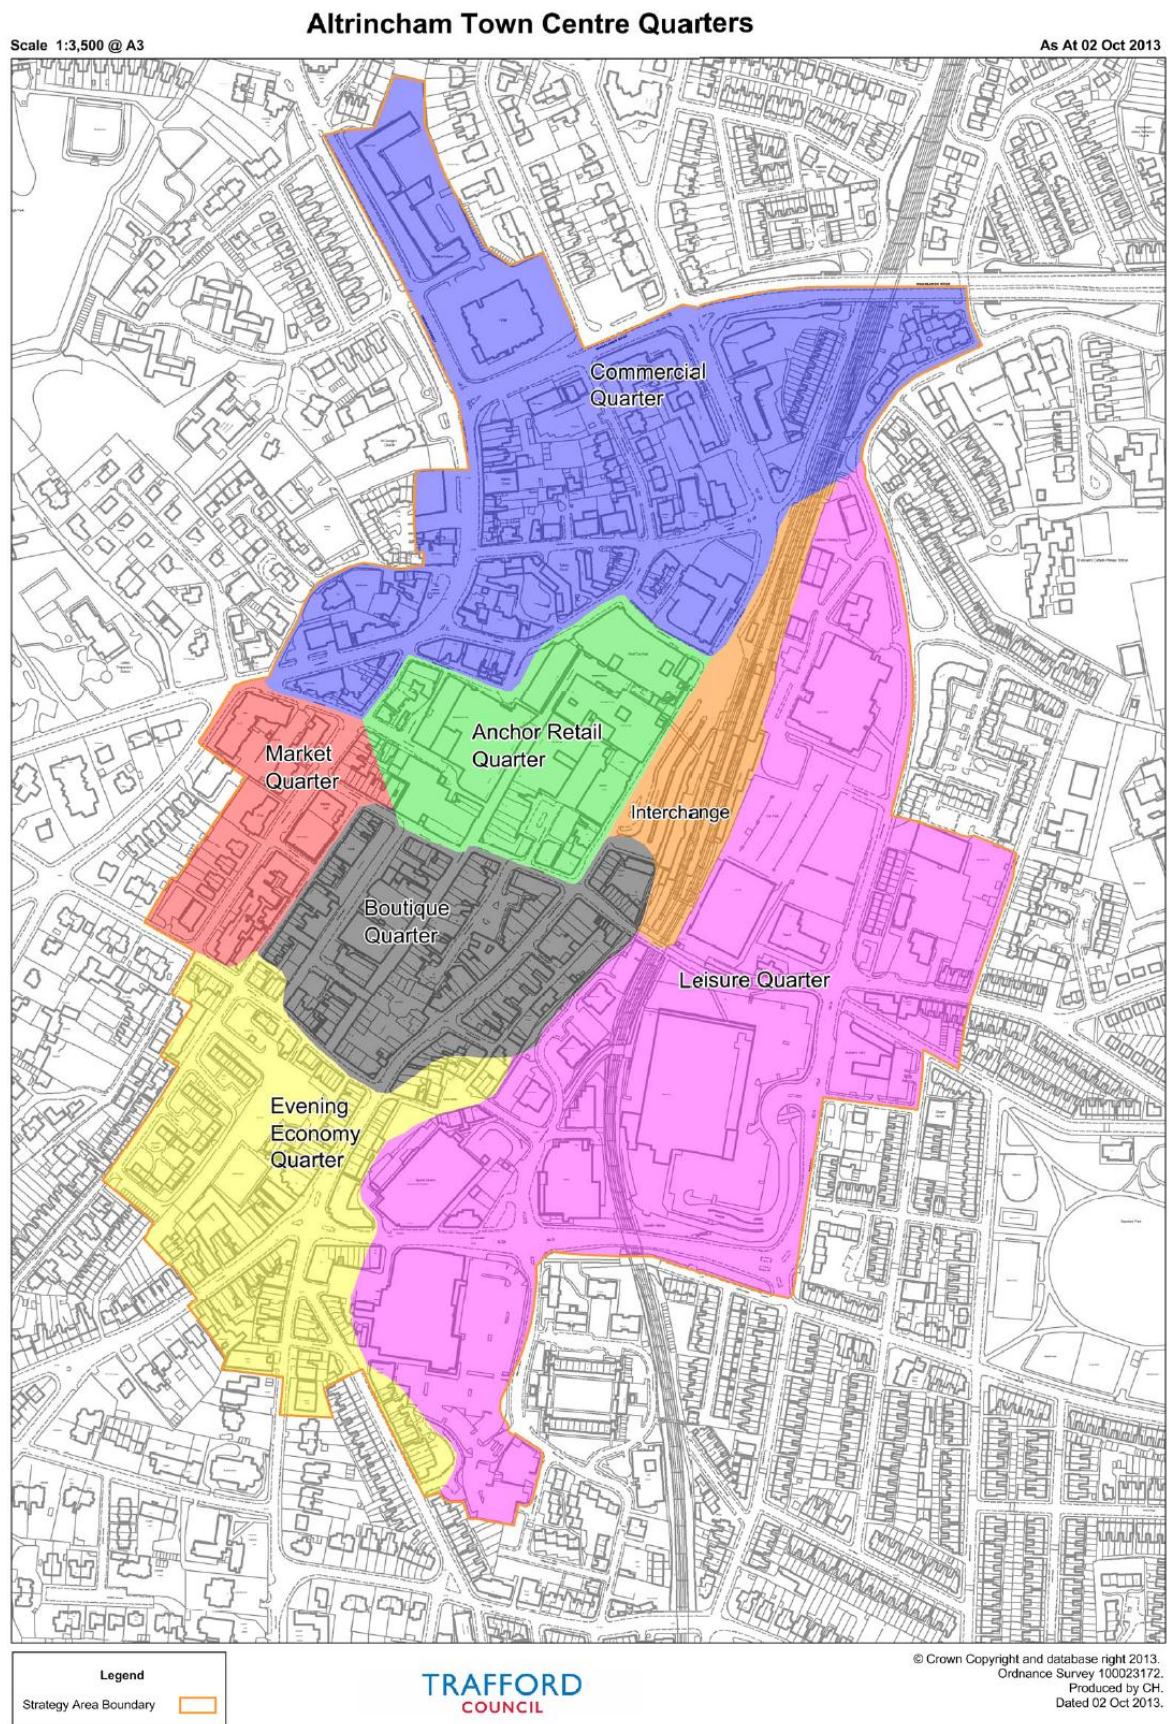 Altrincham Town Centre Quarters
Scale 1:3,500 @ A3
As At 02 Oct 2013
Commercial
Quarter
Anchor Retail
Quarter
Market
Quarter
Interchange
Boutique
Quarter
Leisure Quarter
Evening
Economy
Quarter
Legend
Strategy Area Boundary
TRAFFORD
COUNCIL
© Crown Copyright and database right 2013.
Ordnance Survey 100023172.
Produced by CH.
Dated 02 Oct 2013.